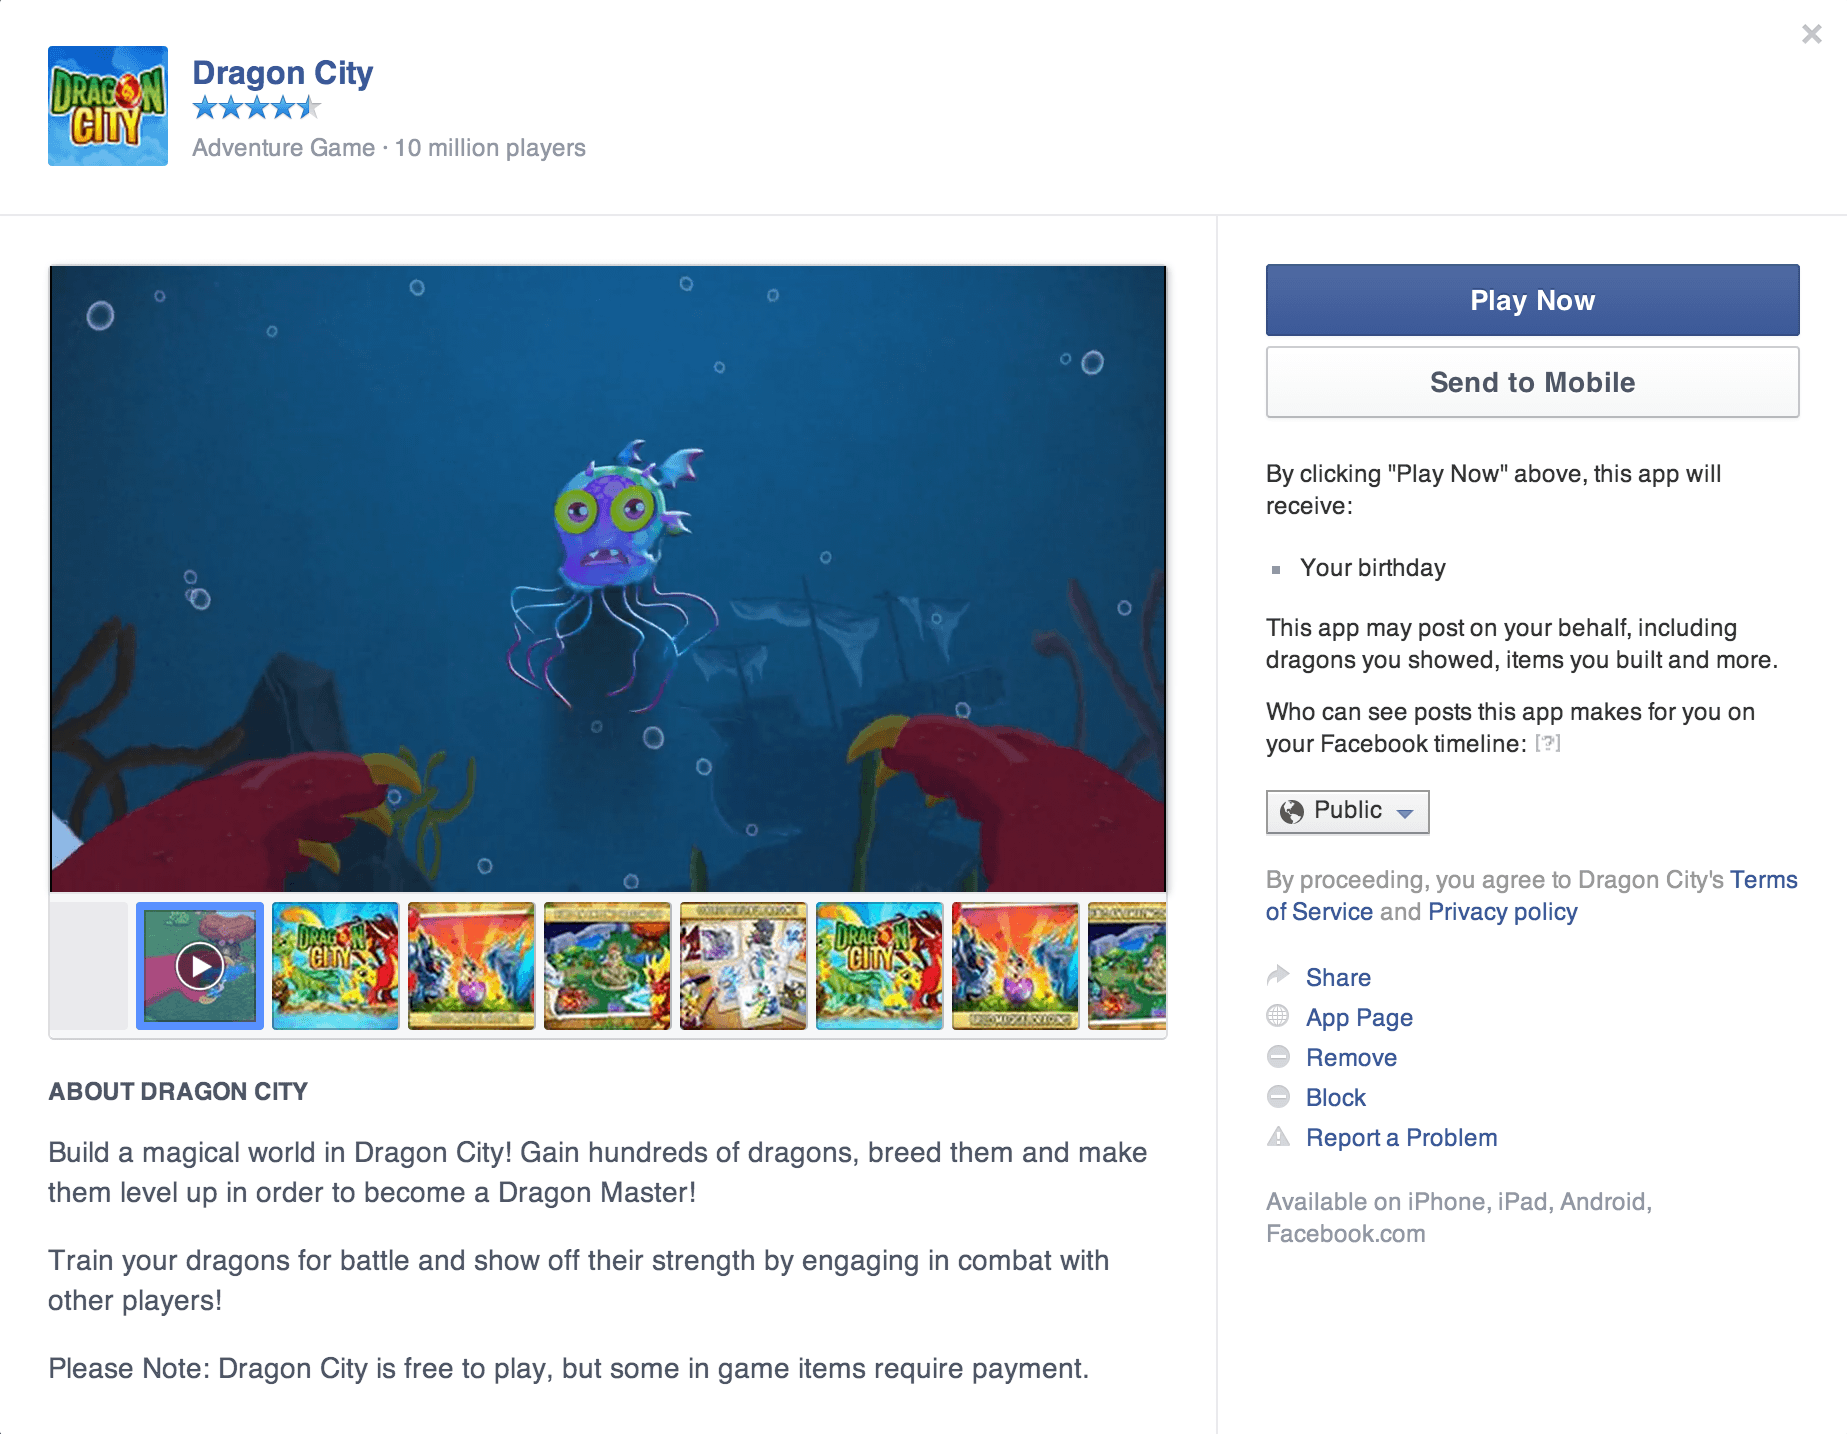 DRAGON
CITY
Dragon City
Adventure Game · 10 million players
Play Now
Send to Mobile
By clicking "Play Now" above, this app will
receive:
Your birthday
This app may post on your behalf, including
dragons you showed, items you built and more.
Who can see posts this app makes for you on
your Facebook timeline: [?]
Public
By proceeding, you agree to Dragon City's Terms
of Service and Privacy policy
Share
App Page
Remove
Block
Report a Problem
Available on iPhone, iPad, Android,
Facebook.com
DRAGON
CITY
DRAGON
CITY
ABOUT DRAGON CITY
Build a magical world in Dragon City! Gain hundreds of dragons, breed them and make
them level up in order to become a Dragon Master!
Train your dragons for battle and show off their strength by engaging in combat with
other players!
Please Note: Dragon City is free to play, but some in game items require payment.